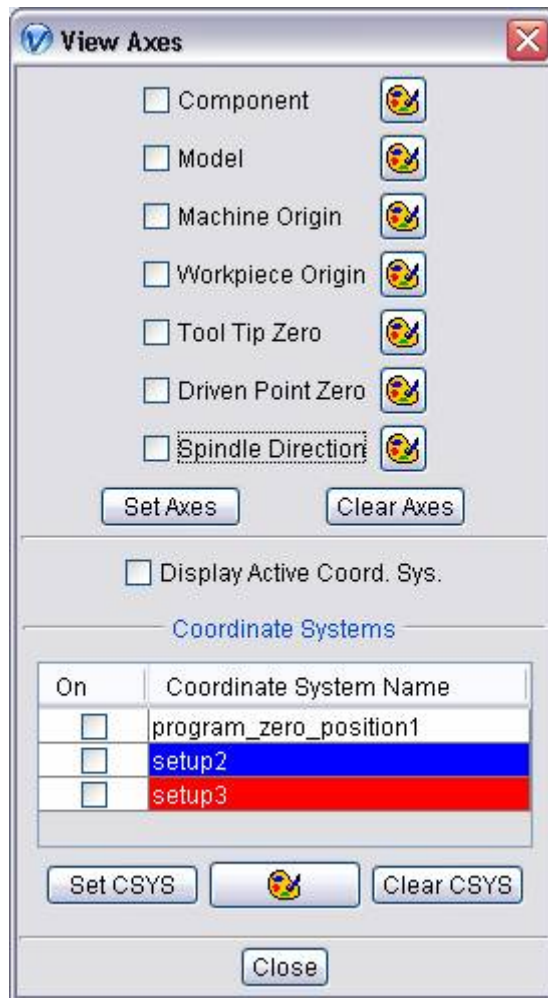 View Axes
Component
Model
Machine Origin
Workpiece Origin
Tool Tip Zero
Driven Point Zero
Spindle Direction
Set Axes Clear Axes
Display Active Coord. Sys.
Coordinate Systems
On Coordinate System Name
program_zero_position1
setup2
setup3
Set CSYS Clear CSYS
Close